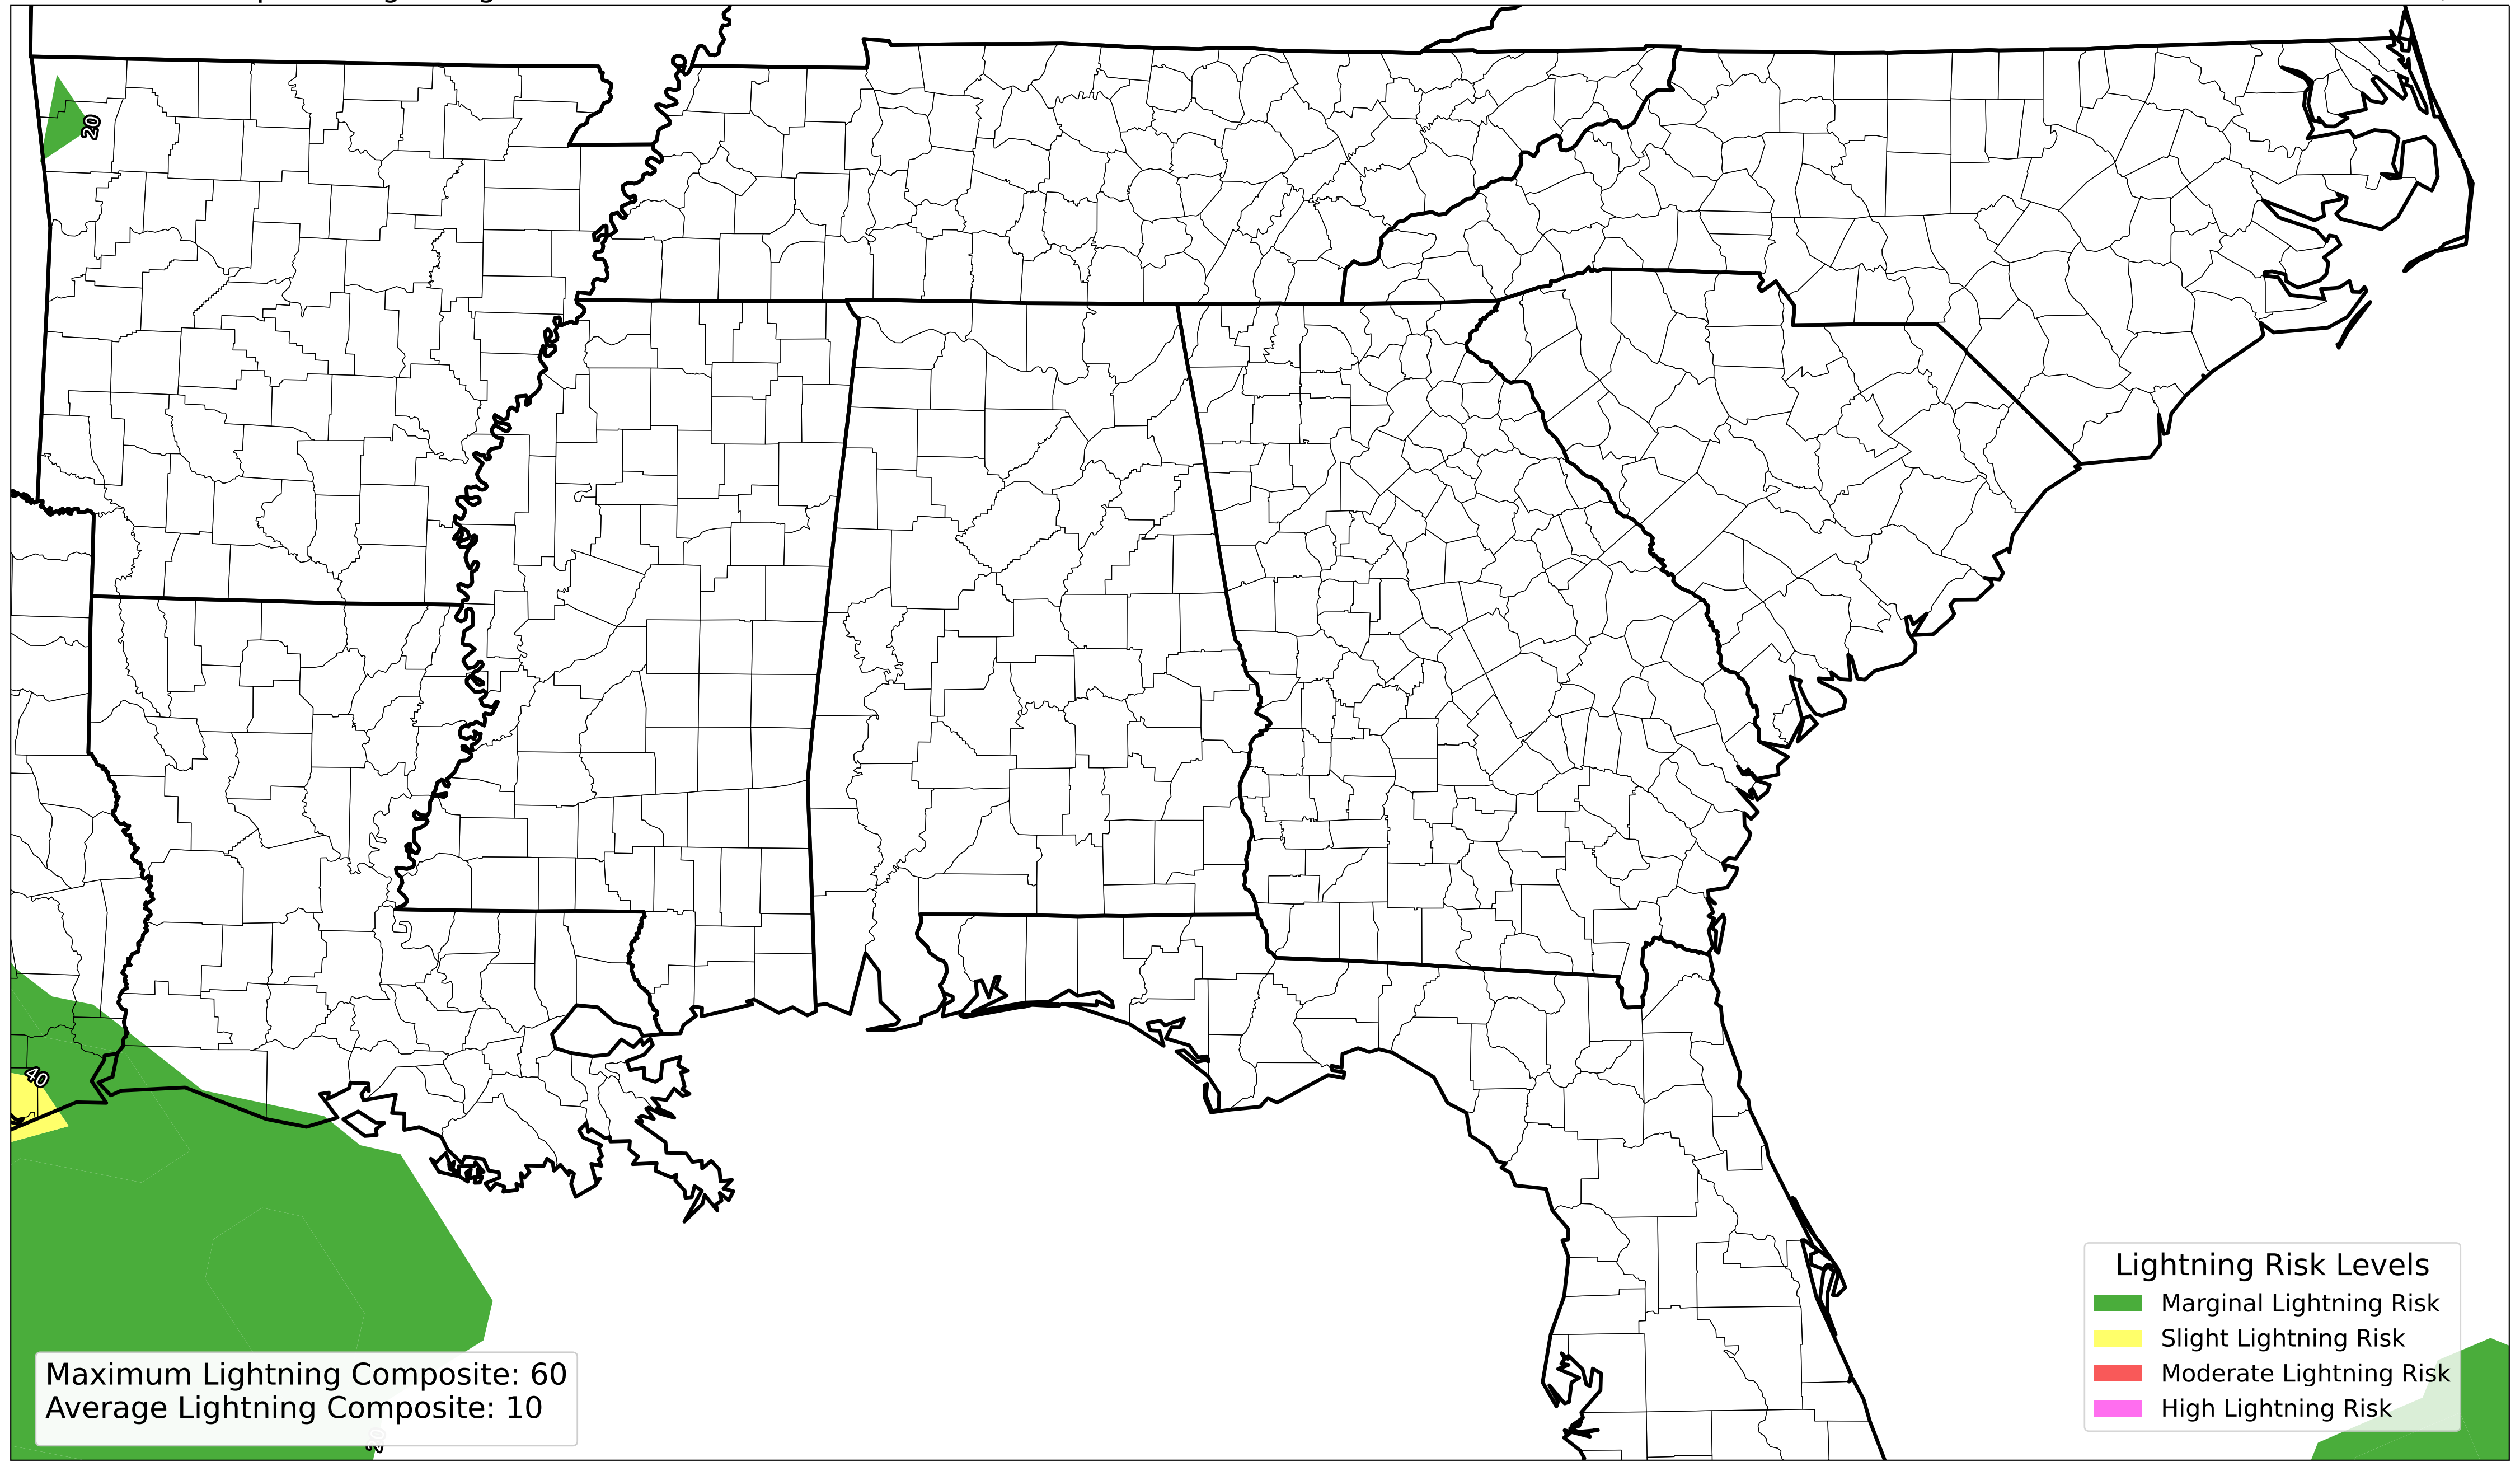 20
40
Lightning Risk Levels
Marginal Lightning Risk
Slight Lightning Risk
Moderate Lightning Risk
High Lightning Risk
Maximum Lightning Composite: 60
Average Lightning Composite: 10